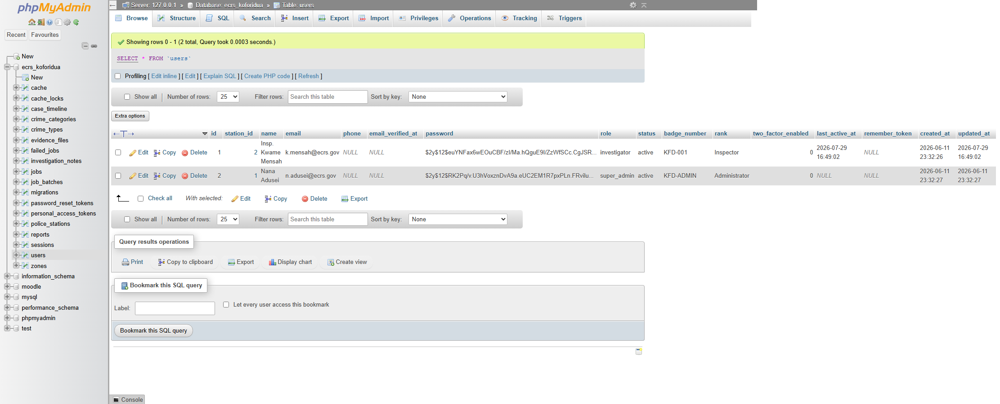 phpMyAdmin
Recent
Favourites
New
ecrs_koforidua
New
cache
cache_locks
case_timeline
crime_categories
crime_types
evidence_files
failed_jobs
investigation_notes
jobs
job_batches
migrations
password_reset_tokens
personal_access_tokens
police_stations
reports
sessions
users
zones
information_schema
moodle
mysql
performance_schema
phpmyadmin
test
Server: 127.0.0.1 » Database: ecrs_koforidua » Table: users
Browse Structure SQL Search Insert Export Import Privileges Operations Tracking Triggers
Showing rows 0 - 1 (2 total, Query took 0.0003 seconds.)
SELECT * FROM `users`
Profiling [ Edit inline ] [ Edit ] [ Explain SQL ] [ Create PHP code ] [ Refresh ]
Show all | Number of rows: 25 Filter rows: Search this table Sort by key: None
Extra options
id station_id name email phone email_verified_at password role status badge_number rank two_factor_enabled last_active_at remember_token created_at updated_at
Edit Copy Delete 1 2 Insp. Kwame Mensah k.mensah@ecrs.gov NULL NULL $2y$12$euYNFax6wEOuCBF/zI/Ma.hQguE9I/ZzWfSCc.CgJSR... investigator active KFD-001 Inspector 0 2026-07-29 16:49:02 NULL 2026-06-11 23:32:26 2026-07-29 16:49:02
Edit Copy Delete 2 1 Nana Adusei n.adusei@ecrs.gov NULL NULL $2y$12$RK2Pq/v.U3hVoxznDvA9a.eUC2EM1R7pxPLn.FRvilu... super_admin active KFD-ADMIN Administrator 0 NULL NULL 2026-06-11 23:32:27 2026-06-11 23:32:27
Check all With selected: Edit Copy Delete Export
Show all | Number of rows: 25 Filter rows: Search this table Sort by key: None
Query results operations
Print Copy to clipboard Export Display chart Create view
Bookmark this SQL query
Label: Let every user access this bookmark
Bookmark this SQL query
Console